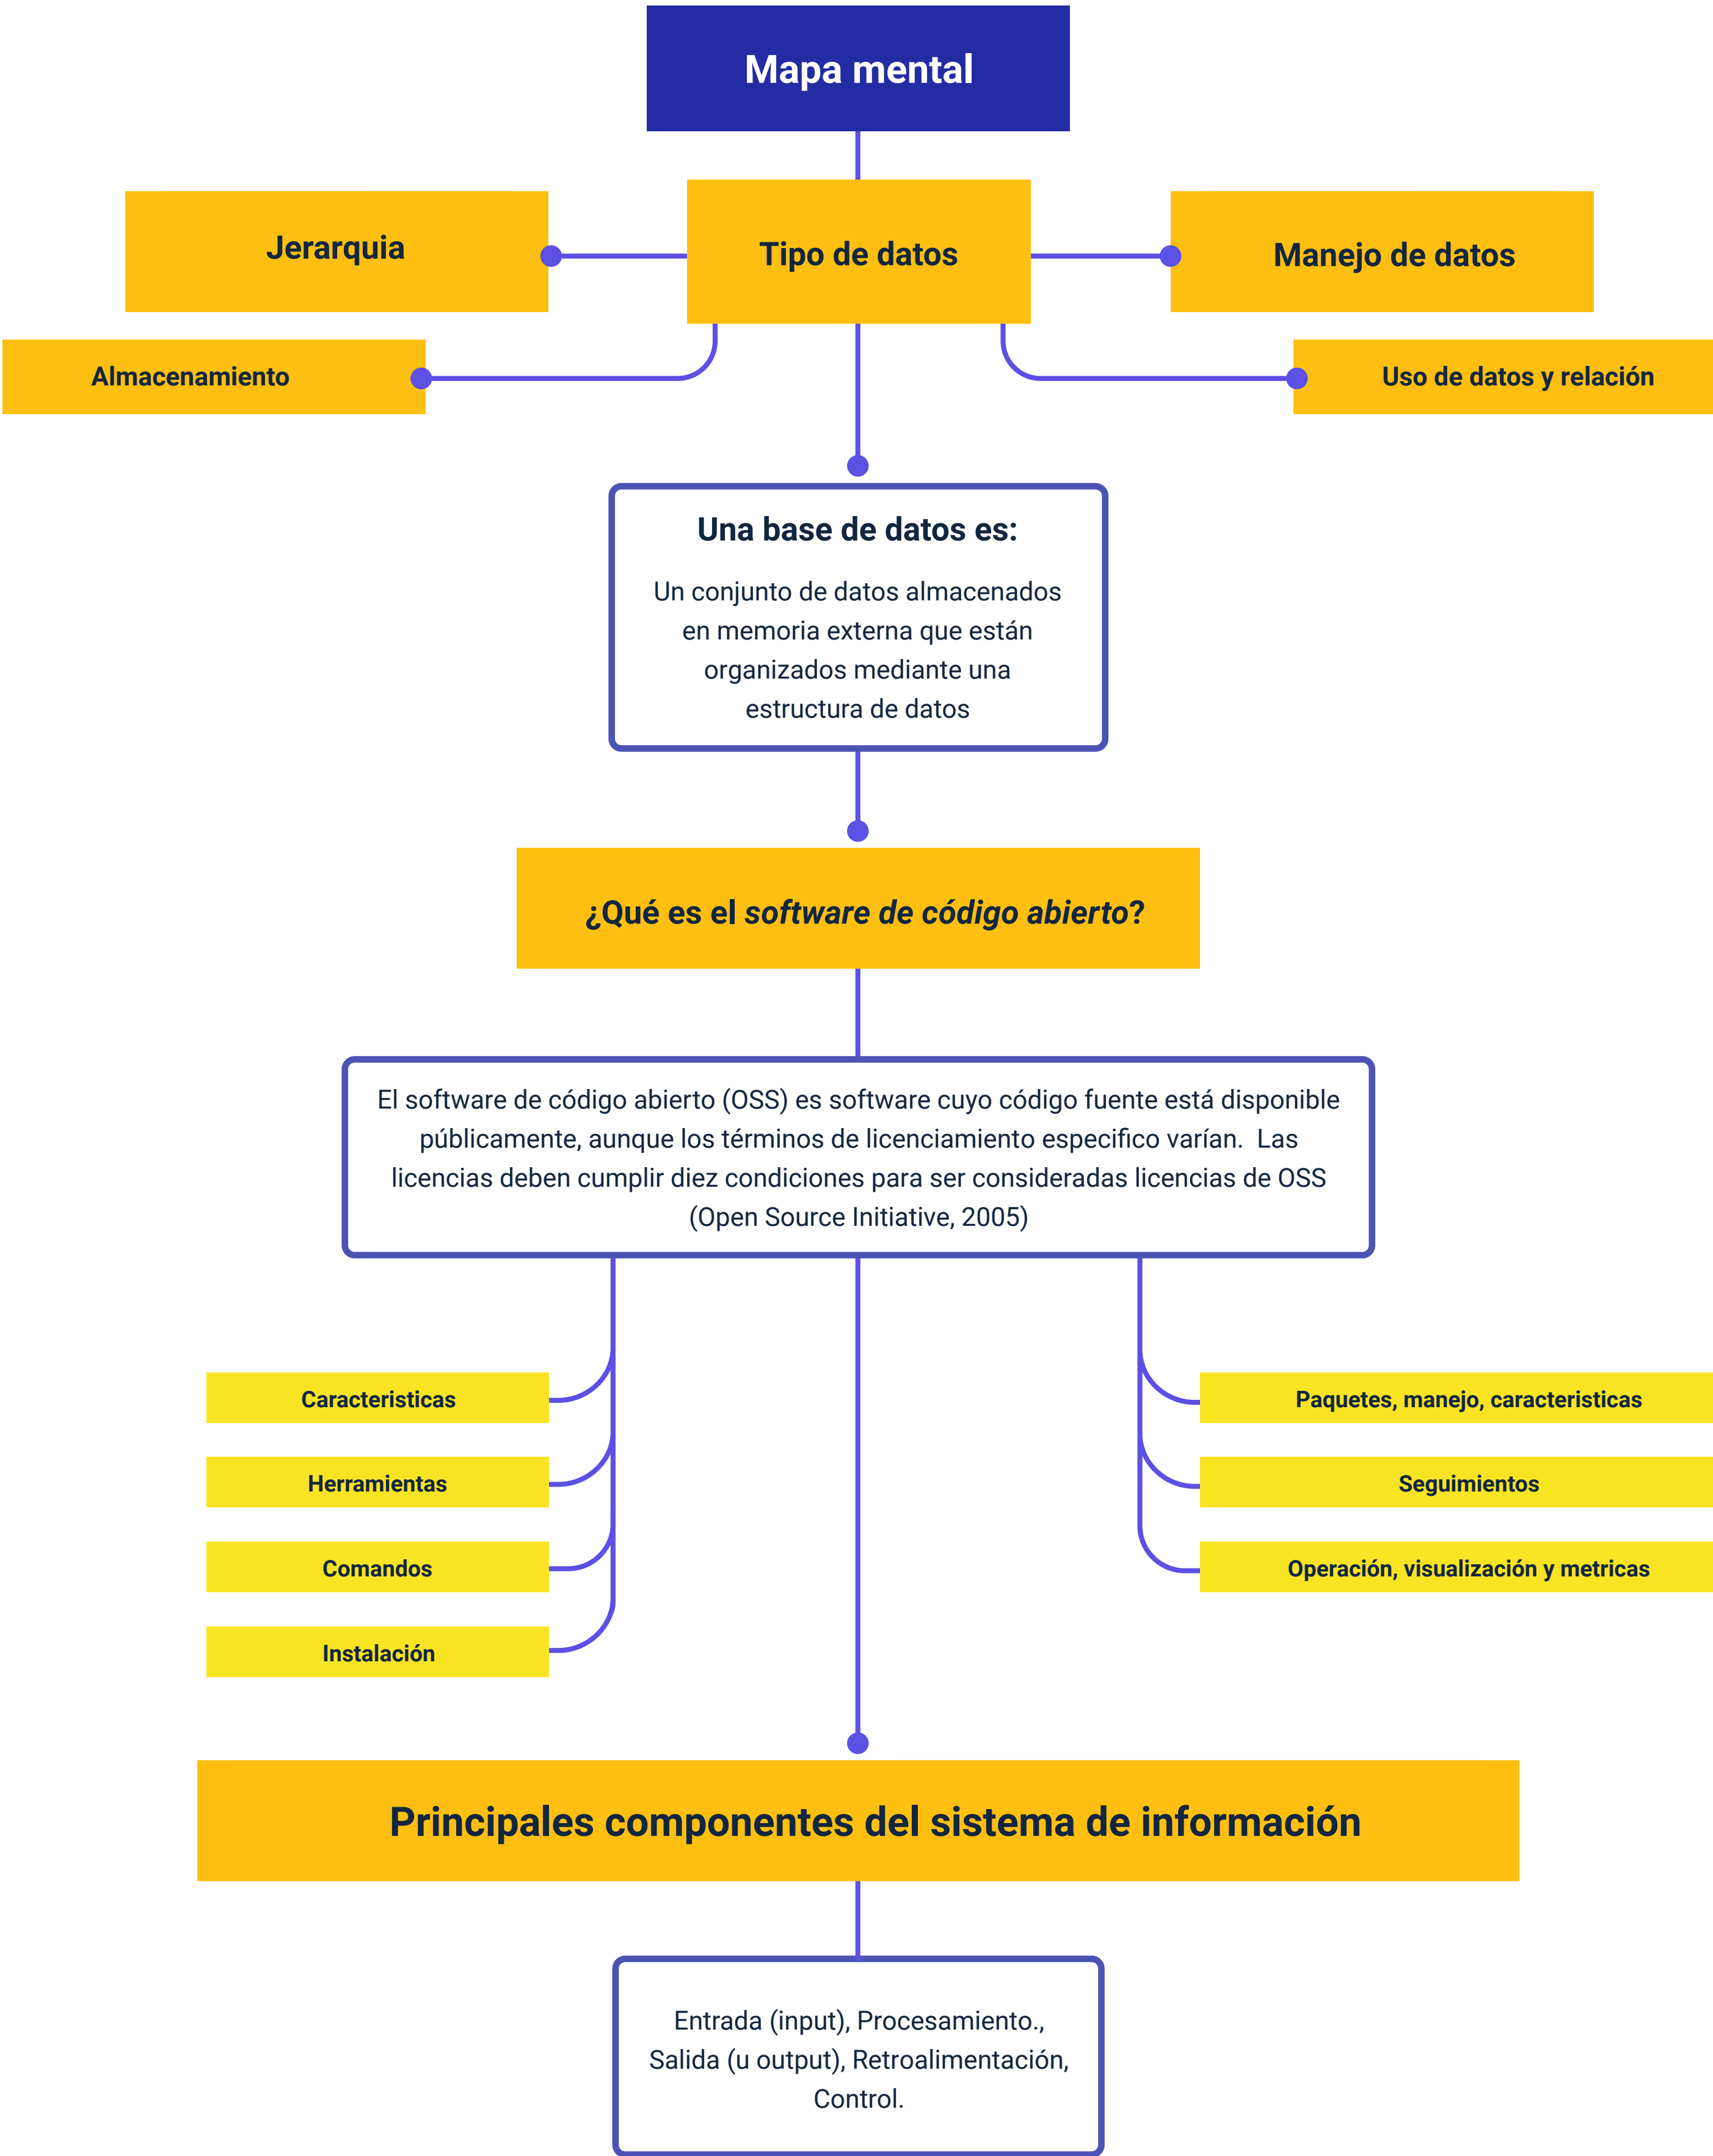 Mapa mental
Jerarquia
Tipo de datos
Manejo de datos
Almacenamiento
Uso de datos y relación
Una base de datos es:
Un conjunto de datos almacenados
en memoria externa que están
organizados mediante una
estructura de datos
¿Qué es el software de código abierto?
El software de código abierto (OSS) es software cuyo código fuente está disponible
públicamente, aunque los términos de licenciamiento especifico varían.  Las
licencias deben cumplir diez condiciones para ser consideradas licencias de OSS
(Open Source Initiative, 2005)
Caracteristicas
Herramientas
Comandos
Instalación
Paquetes, manejo, caracteristicas
Seguimientos
Operación, visualización y metricas
Principales componentes del sistema de información
Entrada (input), Procesamiento.,
Salida (u output), Retroalimentación,
Control.